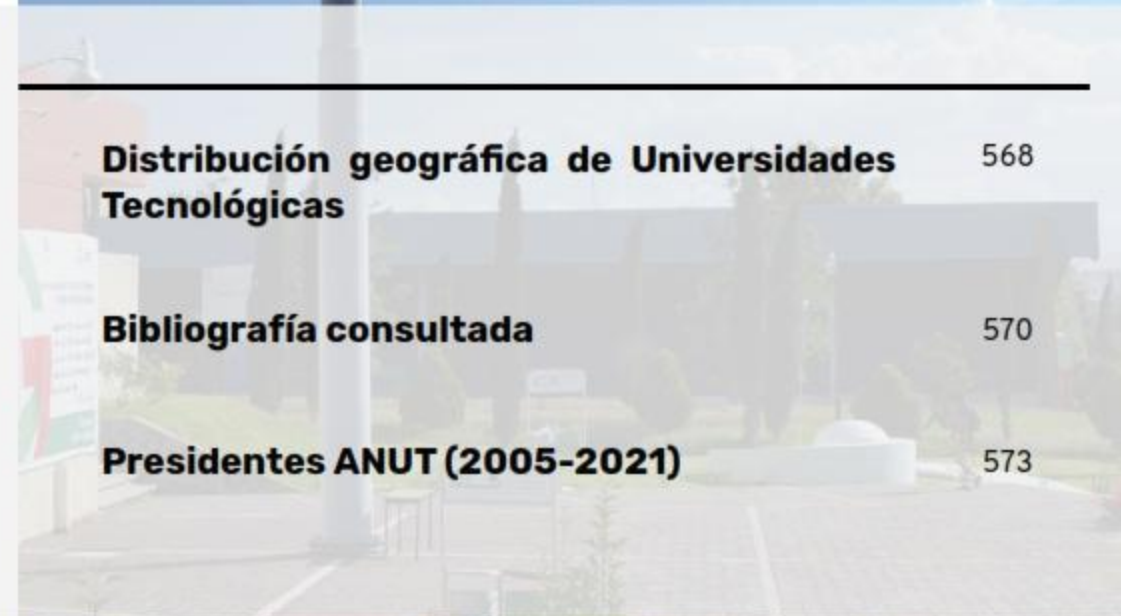 Distribución geográfica de Universidades 568
Tecnológicas
Bibliografía consultada 570
Presidentes ANUT (2005-2021) 573